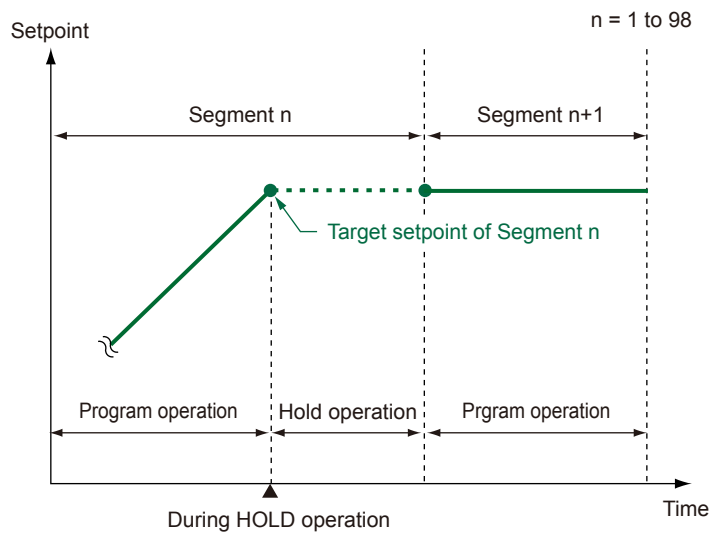 n = 1 to 98
Setpoint
Segment n
Segment n+1
Target setpoint of Segment n
Program operation
Hold operation
Prgram operation
Time
During HOLD operation